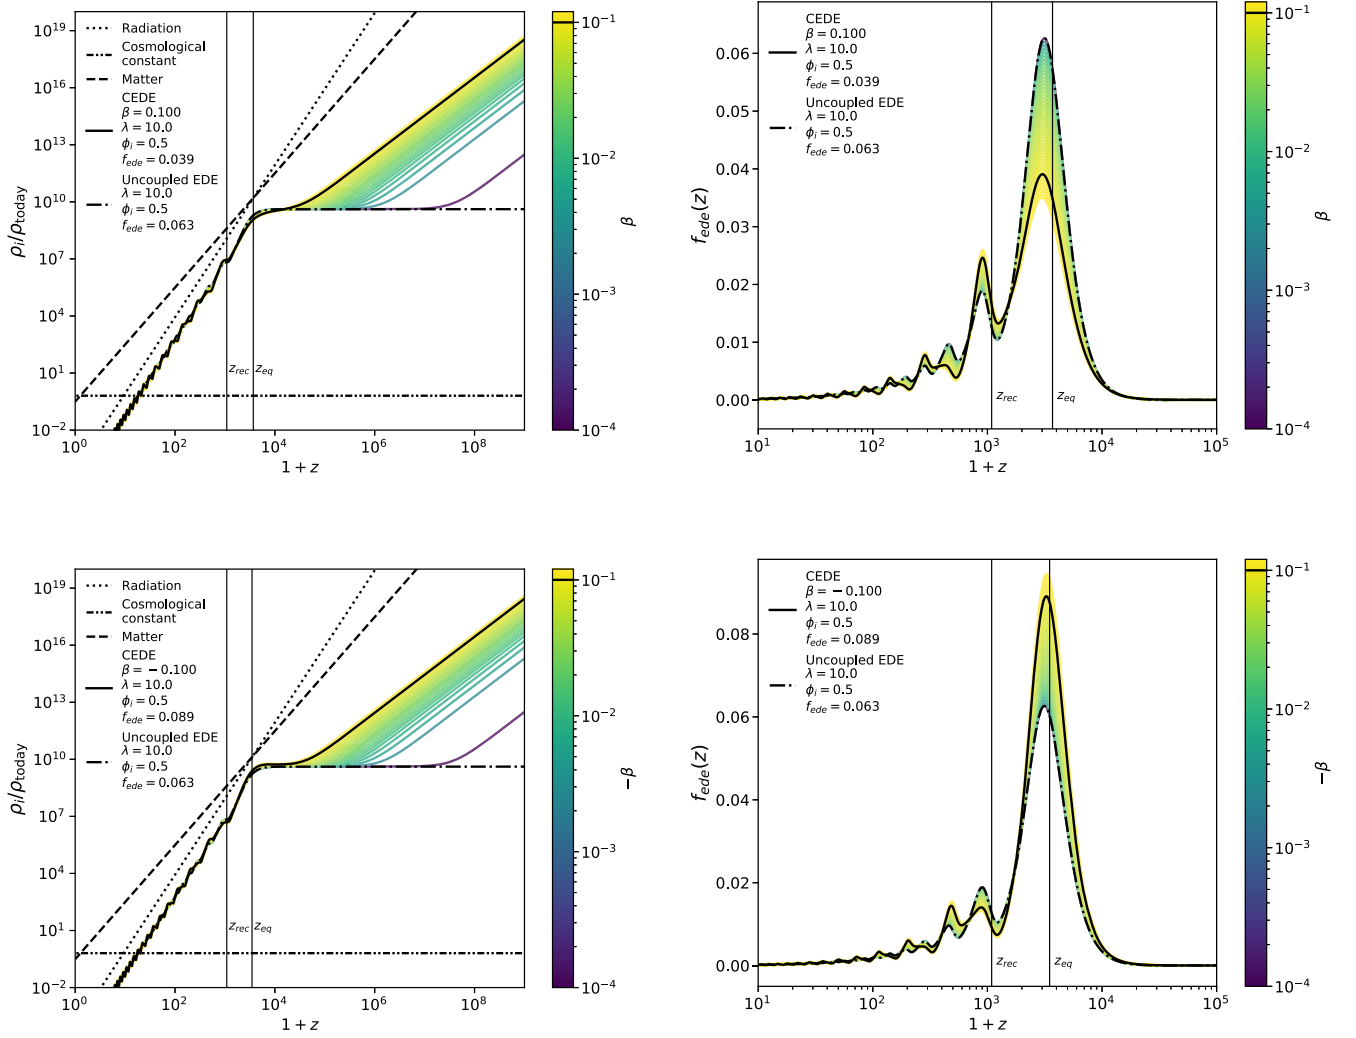 10^19
10^16
10^13
10^10
10^7
10^4
10^1
10^−2
ρ_i/ρ_today
Radiation
Cosmological
constant
Matter
CEDE
β = 0.100
λ = 10.0
ϕ_i = 0.5
f_ede = 0.039
Uncoupled EDE
λ = 10.0
ϕ_i = 0.5
f_ede = 0.063
z_rec
z_eq
10^0
10^2
10^4
10^6
10^8
1 + z
10^−1
10^−2
10^−3
10^−4
β
0.06
0.05
0.04
0.03
0.02
0.01
0.00
f_ede(z)
CEDE
β = 0.100
λ = 10.0
ϕ_i = 0.5
f_ede = 0.039
Uncoupled EDE
λ = 10.0
ϕ_i = 0.5
f_ede = 0.063
z_rec
z_eq
10^1
10^2
10^3
10^4
10^5
1 + z
10^−1
10^−2
10^−3
10^−4
β
10^19
10^16
10^13
10^10
10^7
10^4
10^1
10^−2
ρ_i/ρ_today
Radiation
Cosmological
constant
Matter
CEDE
β = −0.100
λ = 10.0
ϕ_i = 0.5
f_ede = 0.089
Uncoupled EDE
λ = 10.0
ϕ_i = 0.5
f_ede = 0.063
z_rec
z_eq
10^0
10^2
10^4
10^6
10^8
1 + z
10^−1
10^−2
10^−3
10^−4
−β
0.08
0.06
0.04
0.02
0.00
f_ede(z)
CEDE
β = −0.100
λ = 10.0
ϕ_i = 0.5
f_ede = 0.089
Uncoupled EDE
λ = 10.0
ϕ_i = 0.5
f_ede = 0.063
z_rec
z_eq
10^1
10^2
10^3
10^4
10^5
1 + z
10^−1
10^−2
10^−3
10^−4
−β